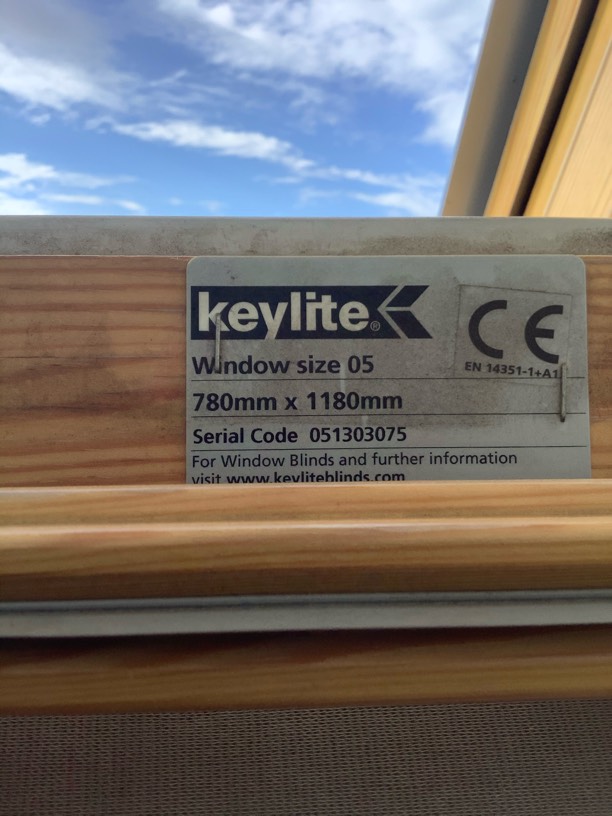 keylite®
CE
EN 14351-1+A1
Window size 05
780mm x 1180mm
Serial Code 051303075
For Window Blinds and further information
visit www.keyliteblinds.com